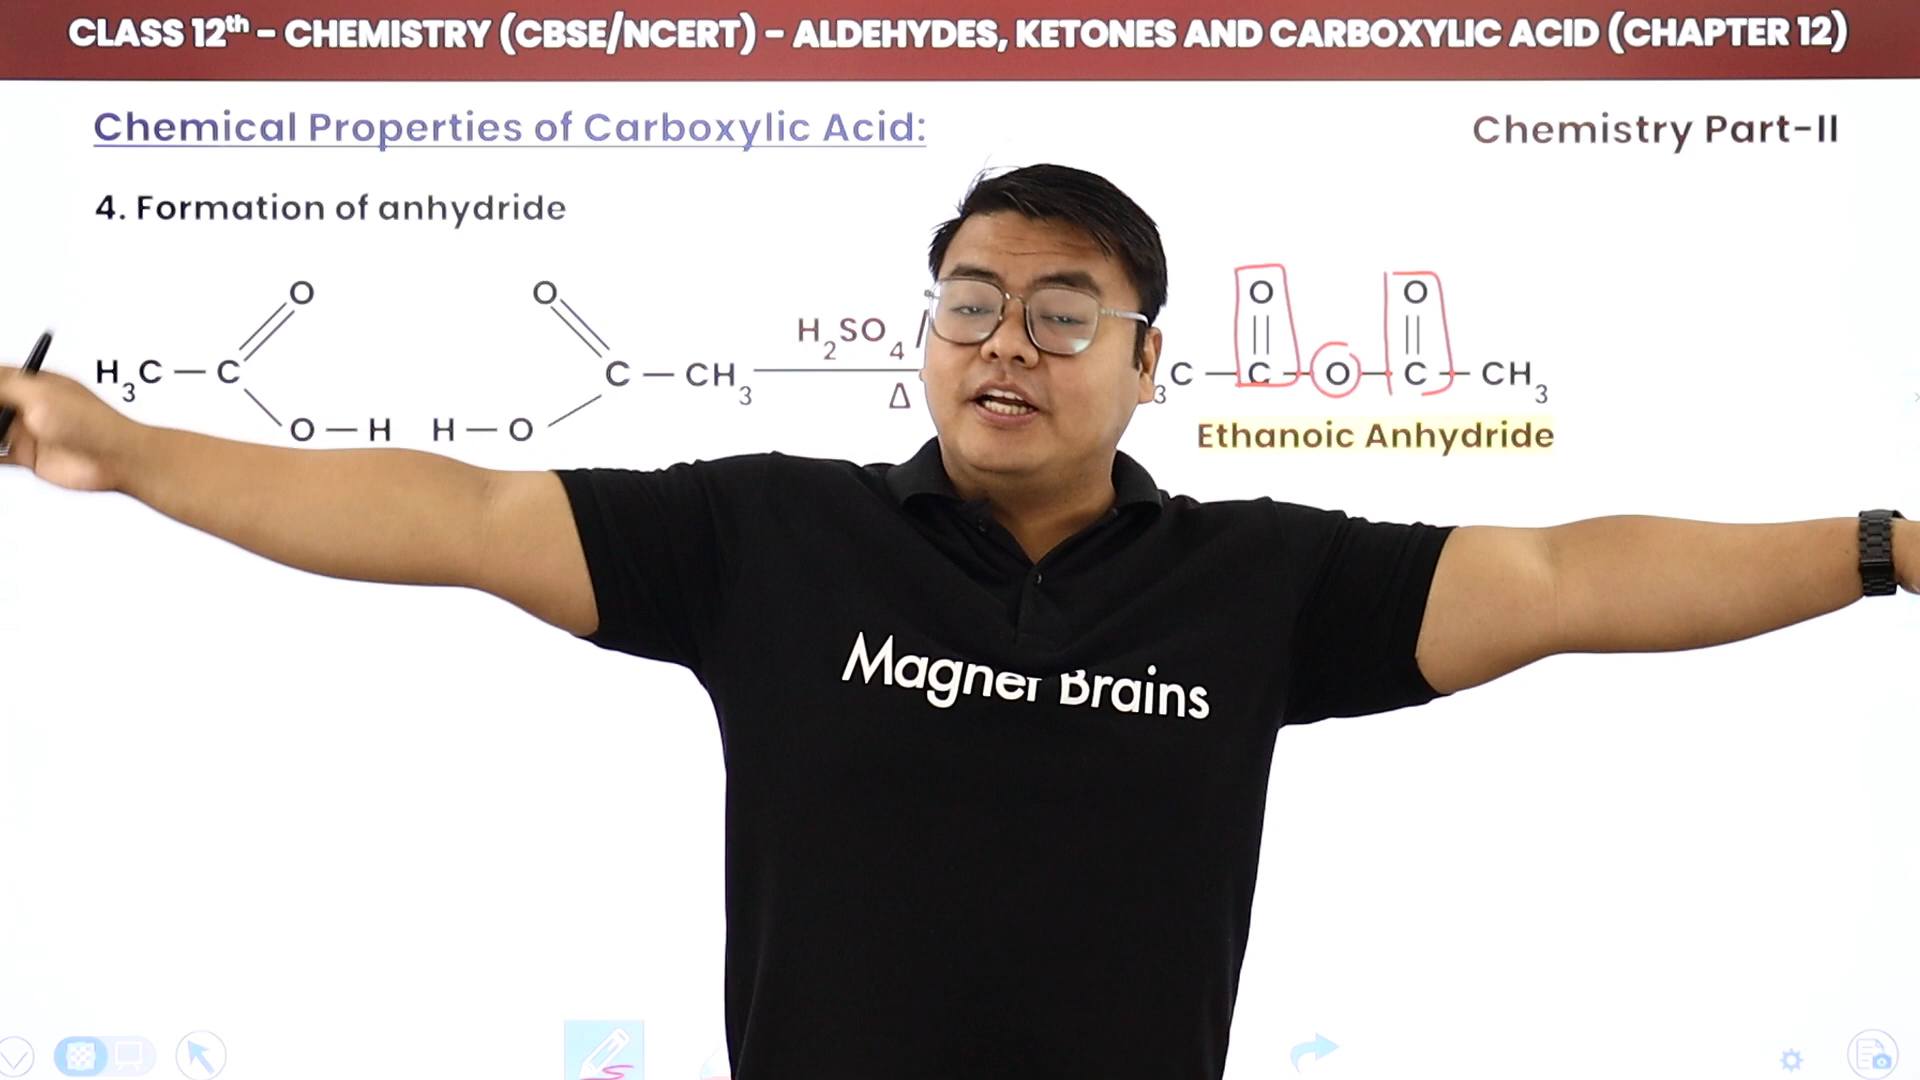 CLASS 12th – CHEMISTRY (CBSE/NCERT) – ALDEHYDES, KETONES AND CARBOXYLIC ACID (CHAPTER 12)
Chemical Properties of Carboxylic Acid:
Chemistry Part-II
4. Formation of anhydride
O O O O
H2SO4/
H3C — C C — CH3 Δ 3C — C — O — C — CH3
O — H H — O
Ethanoic Anhydride
Magnet Brains